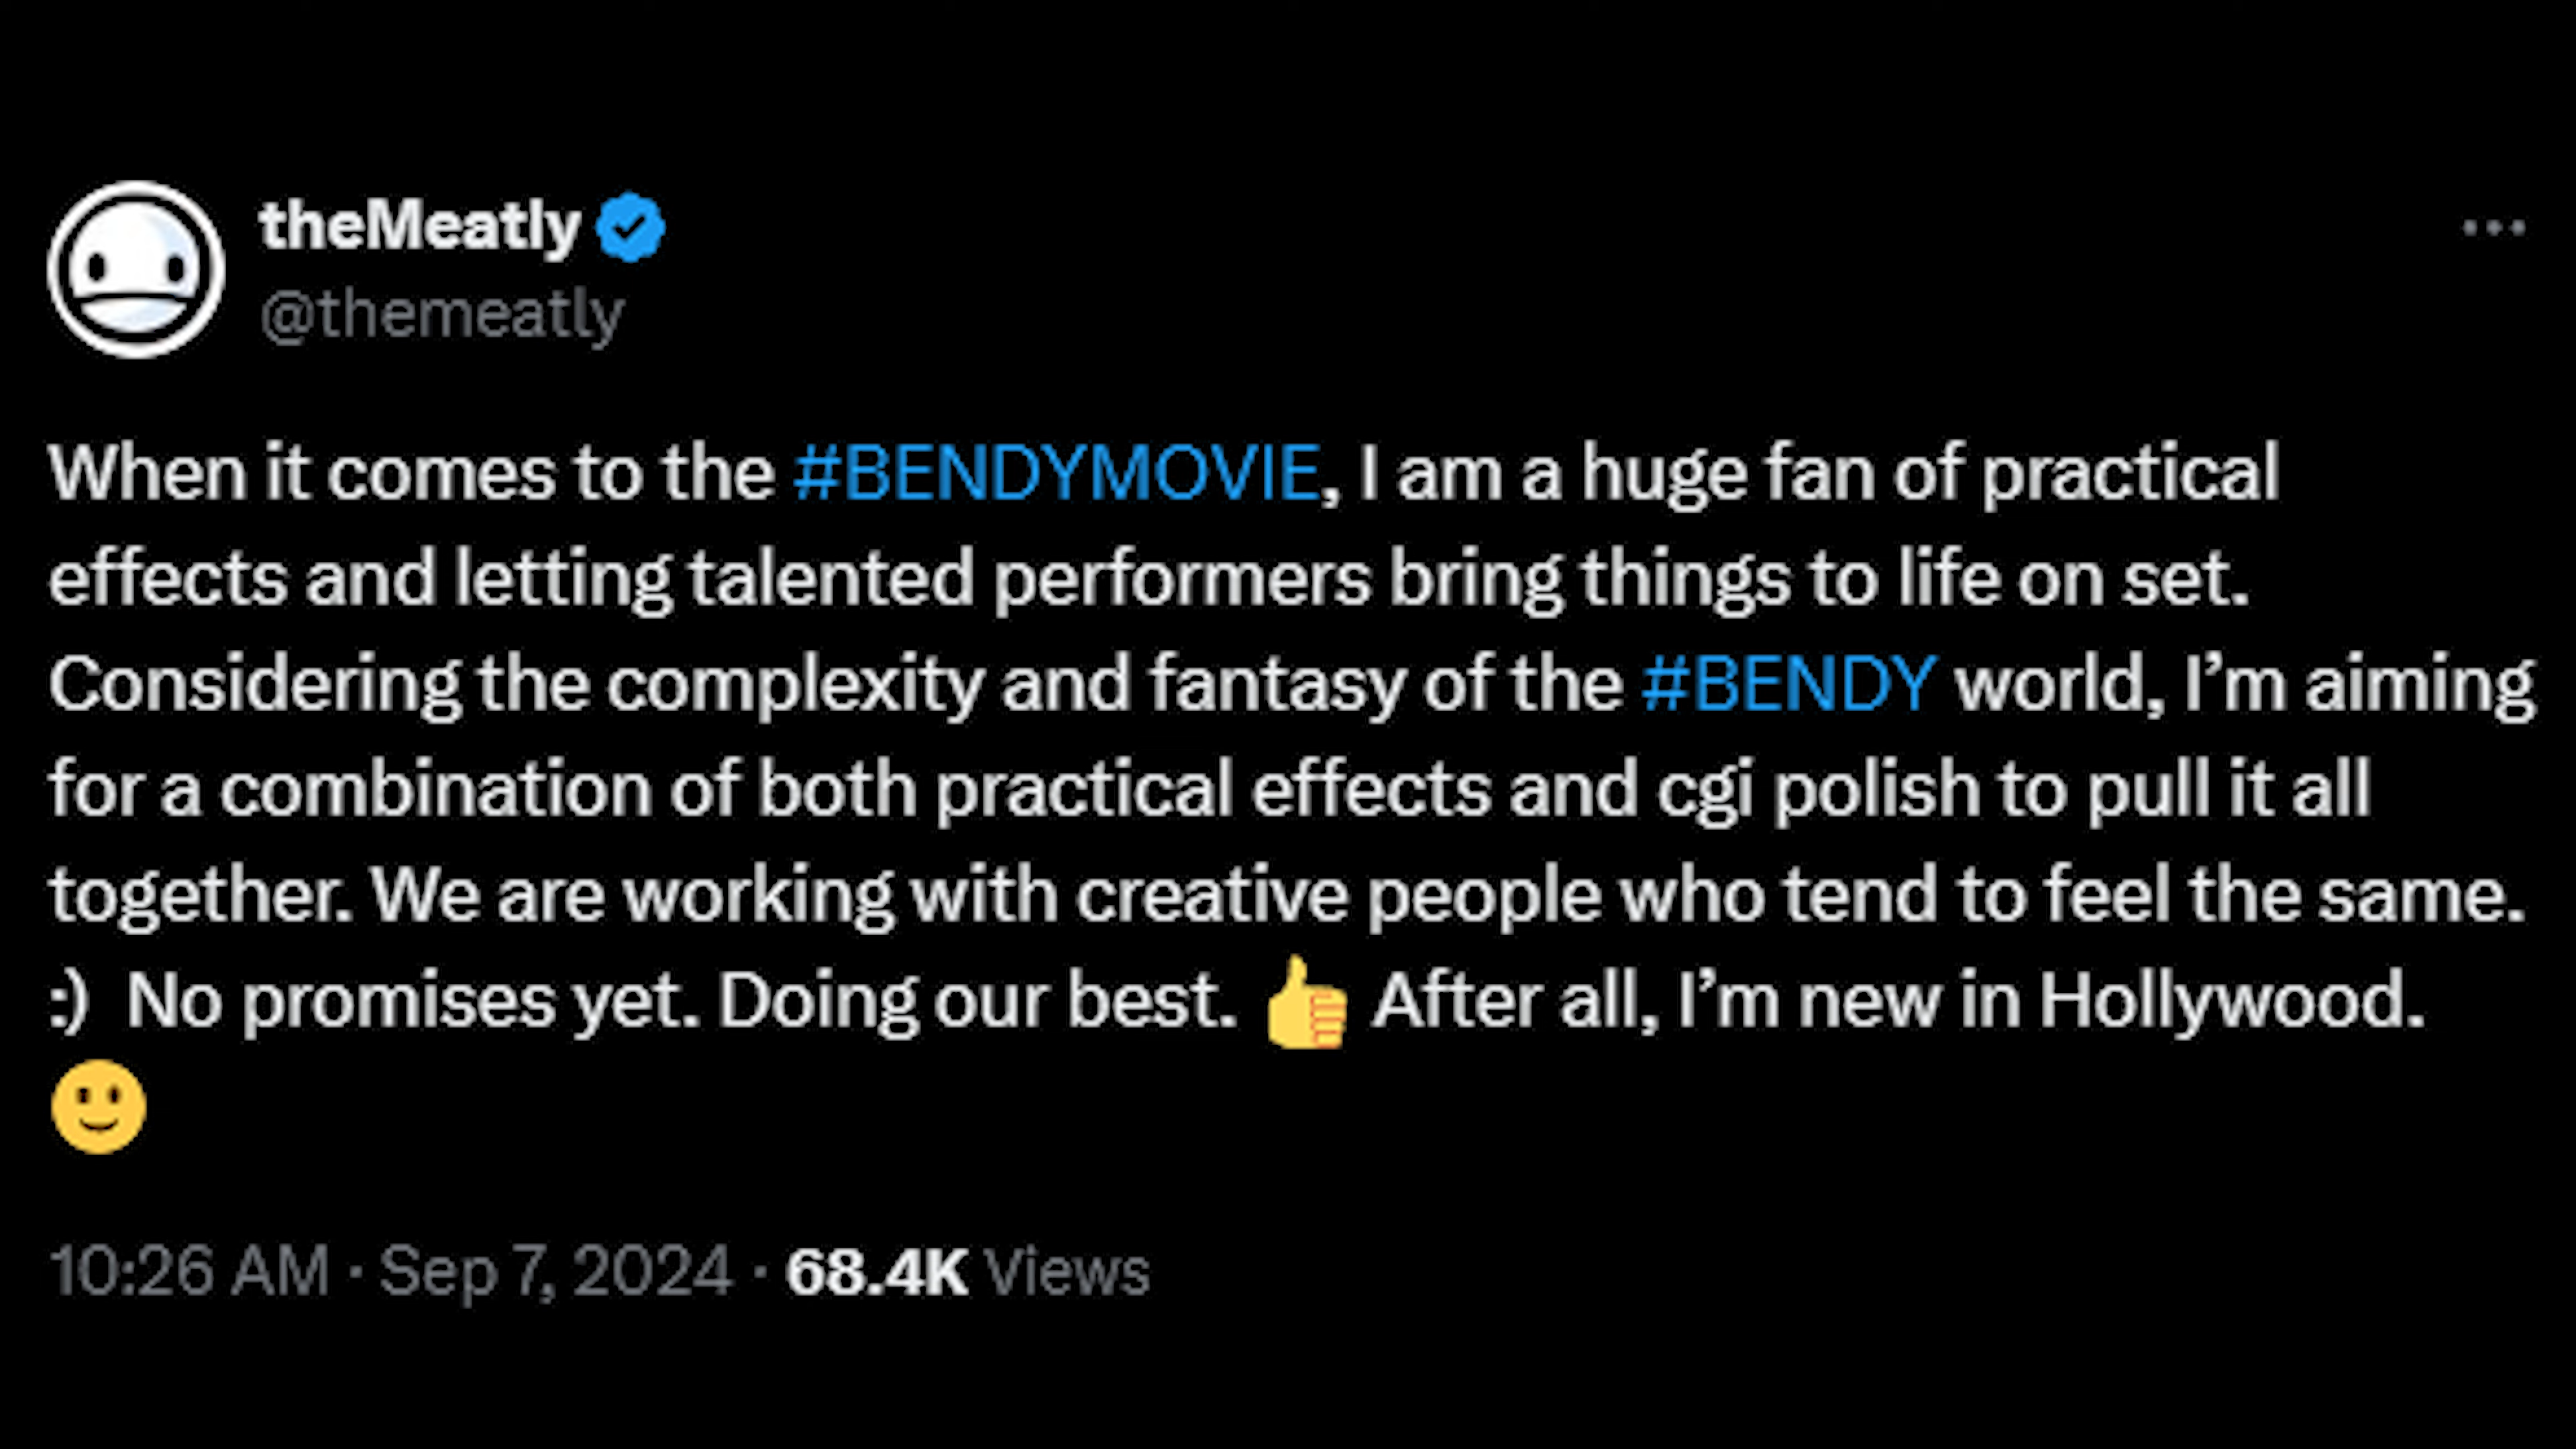 theMeatly
@themeatly
When it comes to the #BENDYMOVIE, I am a huge fan of practical
effects and letting talented performers bring things to life on set.
Considering the complexity and fantasy of the #BENDY world, I’m aiming
for a combination of both practical effects and cgi polish to pull it all
together. We are working with creative people who tend to feel the same.
:)  No promises yet. Doing our best. 👍 After all, I’m new in Hollywood.
🙂
10:26 AM · Sep 7, 2024 · 68.4K Views